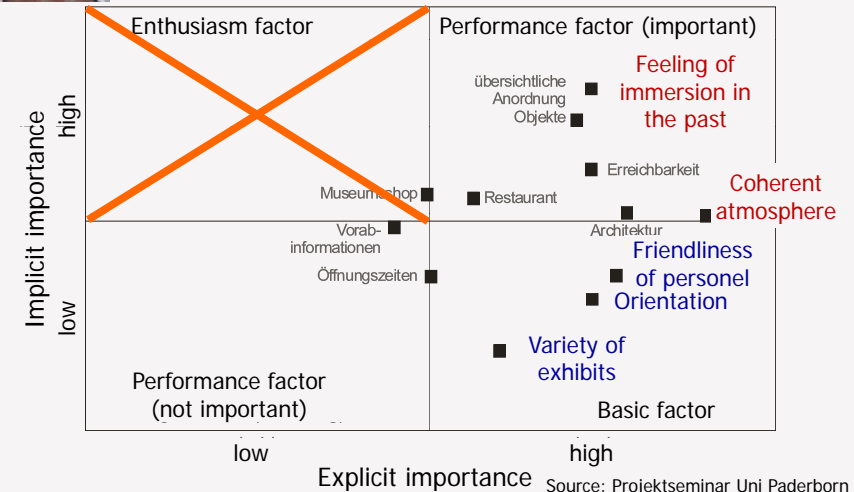 Enthusiasm factor
Performance factor (important)
übersichtliche
Anordnung
Objekte
Feeling of
immersion in
the past
Erreichbarkeit
Museumsshop
Restaurant
Coherent
atmosphere
Architektur
Vorab-
informationen
Öffnungszeiten
Friendliness
of personel
Orientation
Variety of
exhibits
Performance factor
(not important)
Basic factor
Implicit importance
high
low
low
high
Explicit importance
Source: Projektseminar Uni Paderborn